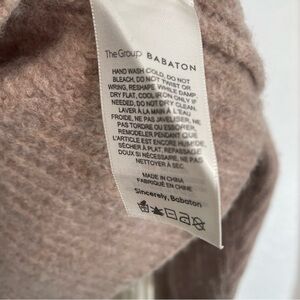 The Group BABATON
HAND WASH COLD, DO NOT
BLEACH, DO NOT TWIST OR
WRING, RESHAPE WHILE DAMP,
DRY FLAT, COOL IRON ONLY IF
NEEDED, DO NOT DRY CLEAN.
LAVER À LA MAIN À L'EAU
FROIDE, NE PAS JAVELISER, NE
PAS TORDRE OU ESSORER,
REMODELER PENDANT QUE
L'ARTICLE EST ENCORE HUMIDE,
SÉCHER À PLAT, REPASSAGE
DOUX SI NÉCESSAIRE, NE PAS
NETTOYER À SEC.
MADE IN CHINA
FABRIQUÉ EN CHINE
Sincerely, Babaton